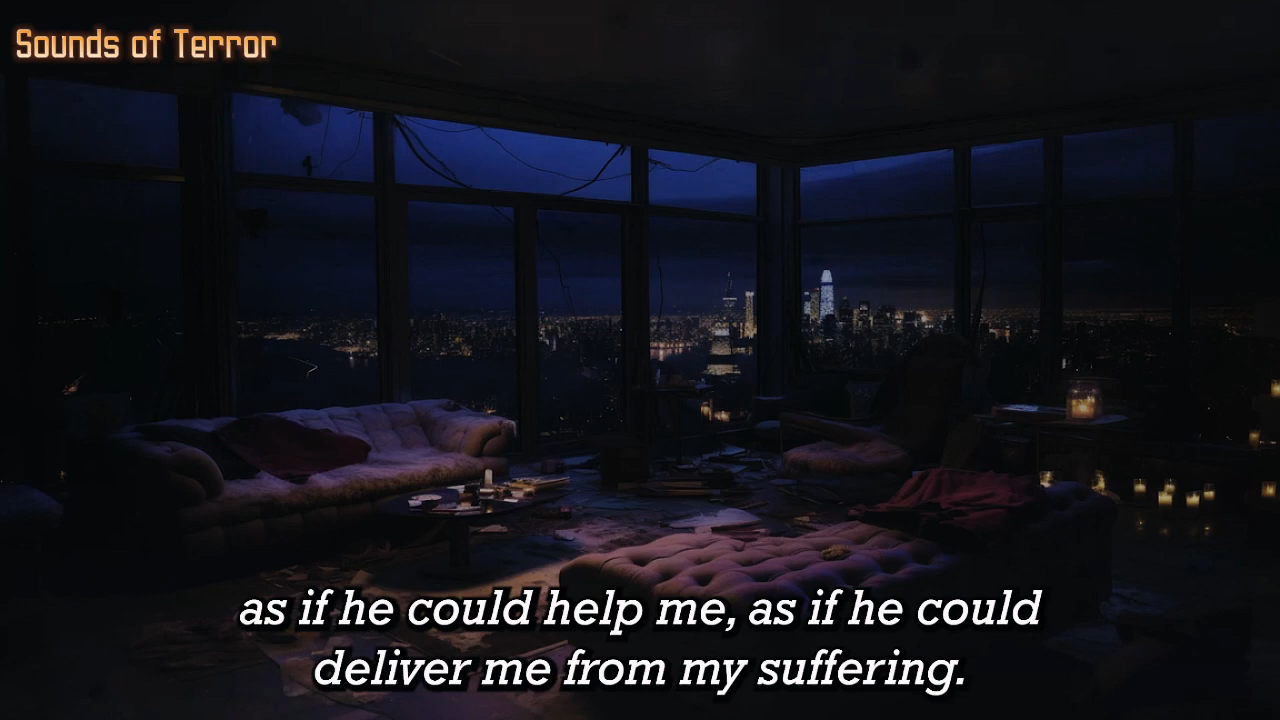 Sounds of Terror
as if he could help me, as if he could
deliver me from my suffering.